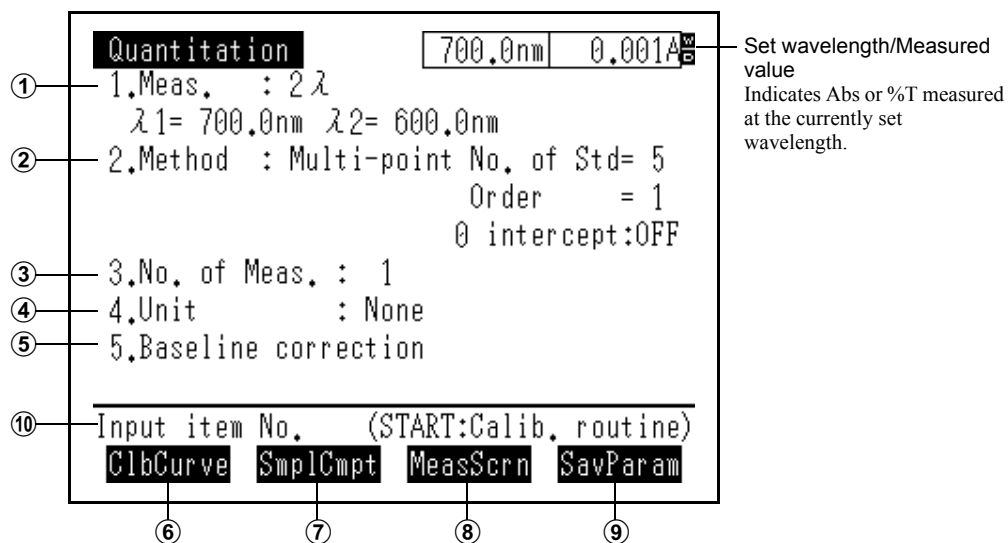 Quantitation 700.0nm 0.001A W D
① 1.Meas. : 2λ
λ1= 700.0nm λ2= 600.0nm
② 2.Method : Multi-point No. of Std= 5
Order = 1
0 intercept:OFF
③ 3.No. of Meas. : 1
④ 4.Unit : None
⑤ 5.Baseline correction
⑩ Input item No. (START:Calib. routine)
ClbCurve SmplCmpt MeasScrn SavParam
⑥ ⑦ ⑧ ⑨
Set wavelength/Measured
value
Indicates Abs or %T measured
at the currently set
wavelength.